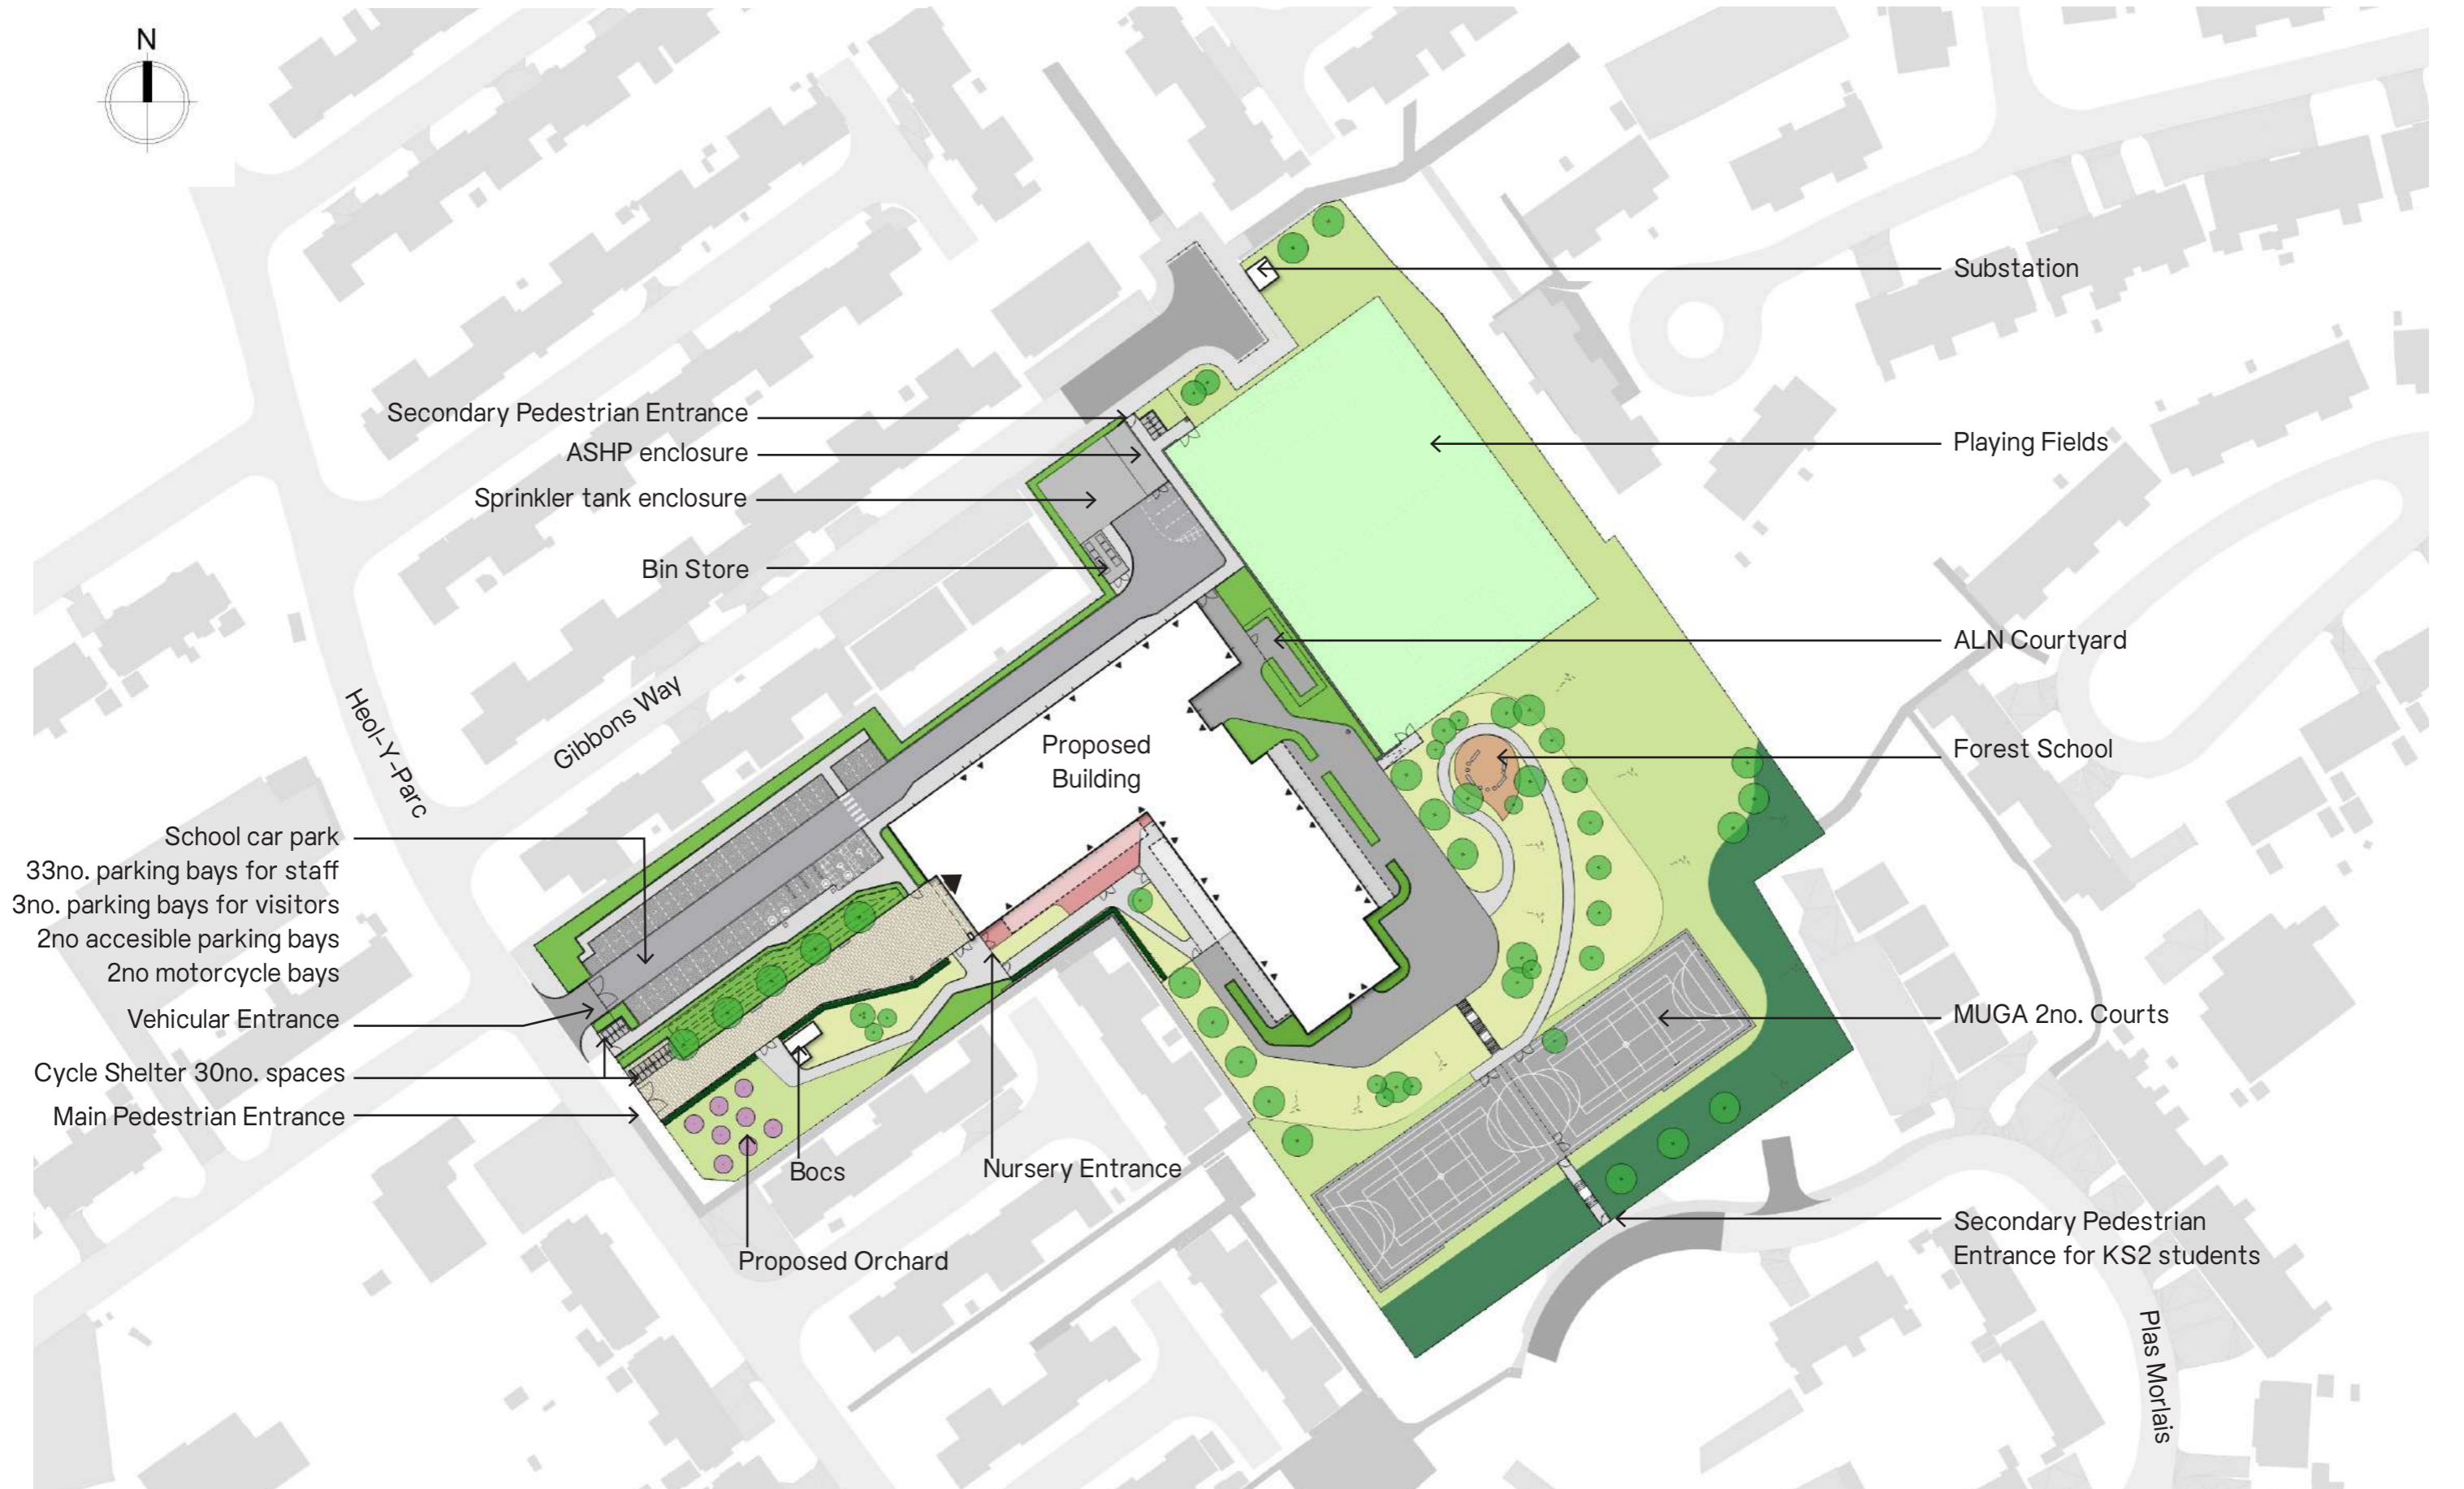 N
Substation
Secondary Pedestrian Entrance
ASHP enclosure
Playing Fields
Sprinkler tank enclosure
Bin Store
ALN Courtyard
Heol-Y-Parc
Gibbons Way
Proposed
Building
Forest School
School car park
33no. parking bays for staff
3no. parking bays for visitors
2no accesible parking bays
2no motorcycle bays
Vehicular Entrance
MUGA 2no. Courts
Cycle Shelter 30no. spaces
Main Pedestrian Entrance
Bocs
Nursery Entrance
Proposed Orchard
Secondary Pedestrian
Entrance for KS2 students
Plas Morlais